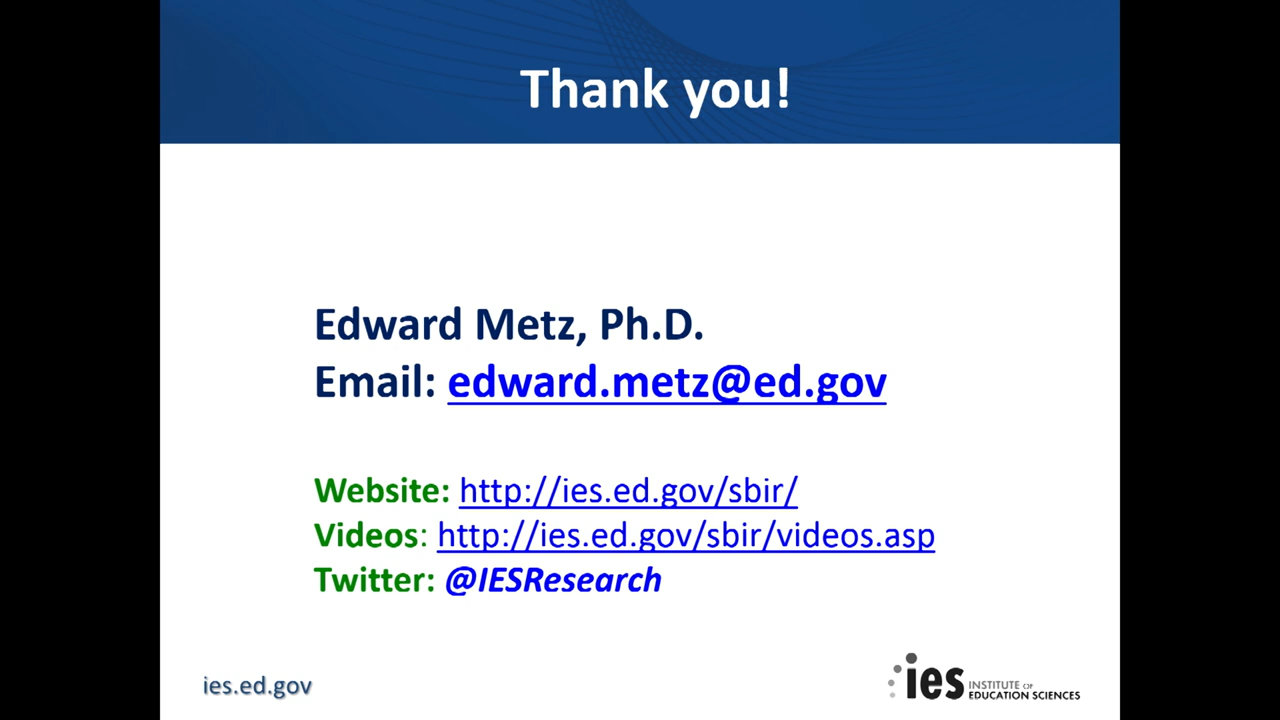 Thank you!
Edward Metz, Ph.D.
Email: edward.metz@ed.gov
Website: http://ies.ed.gov/sbir/
Videos: http://ies.ed.gov/sbir/videos.asp
Twitter: @IESResearch
ies.ed.gov
ies INSTITUTE OF
EDUCATION SCIENCES